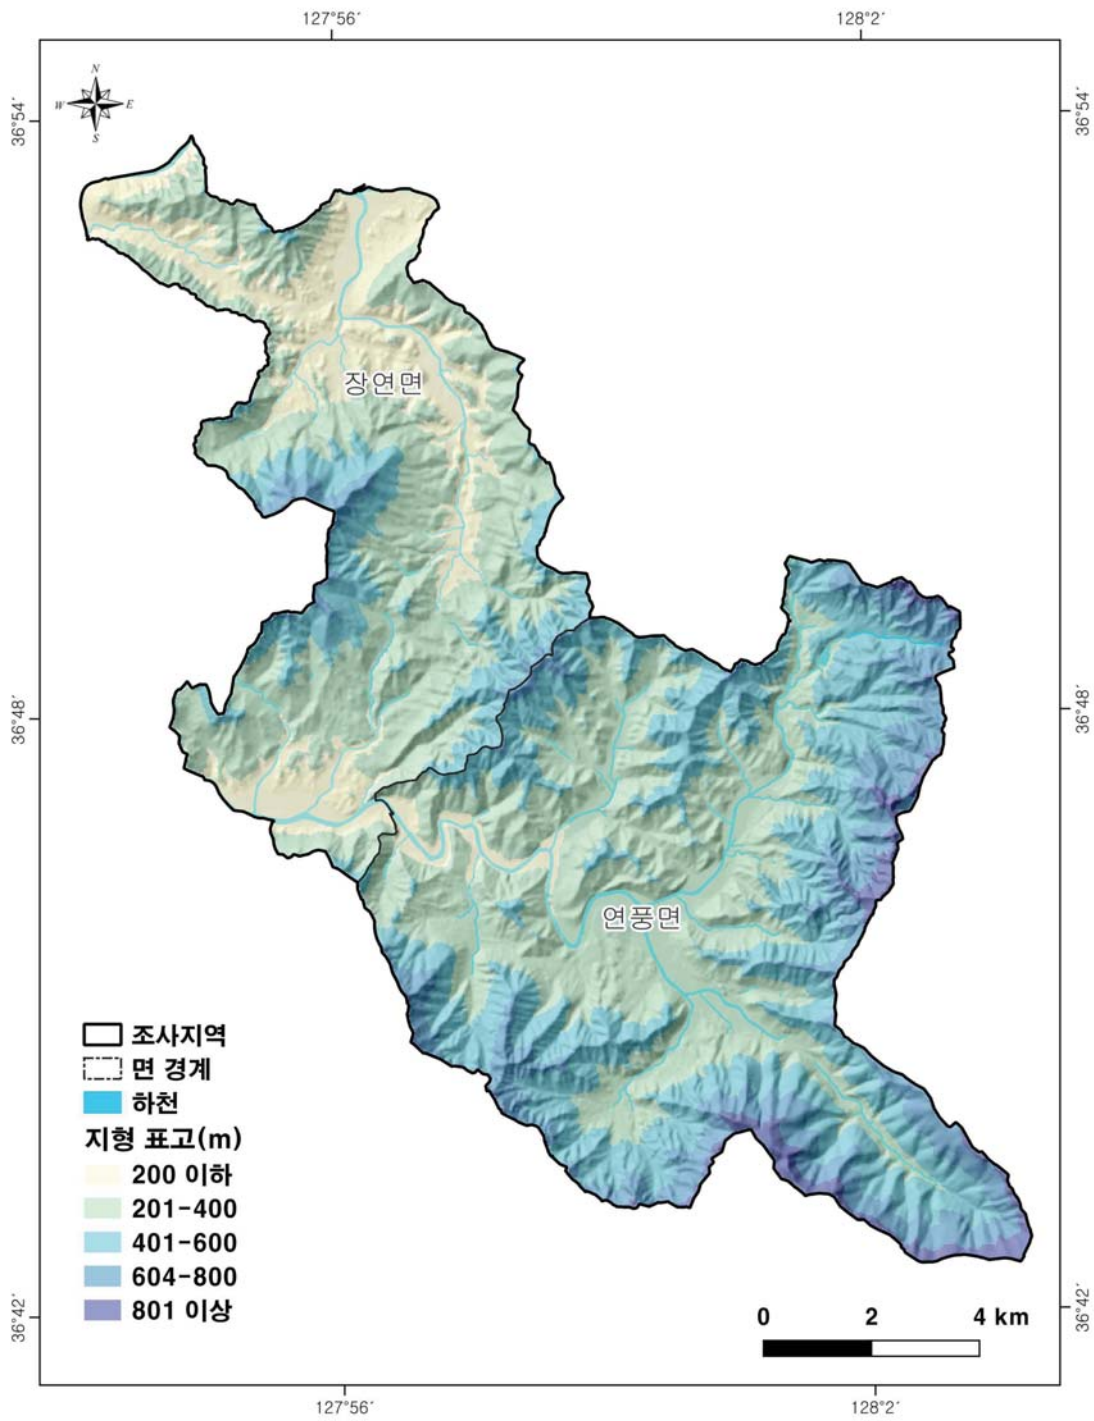 127°56′
128°2′
36°54′
36°54′
N
W
E
S
장연면
36°48′
36°48′
연풍면
조사지역
면 경계
하천
지형 표고(m)
200 이하
201-400
401-600
604-800
801 이상
36°42′
36°42′
0 2 4 km
127°56′
128°2′